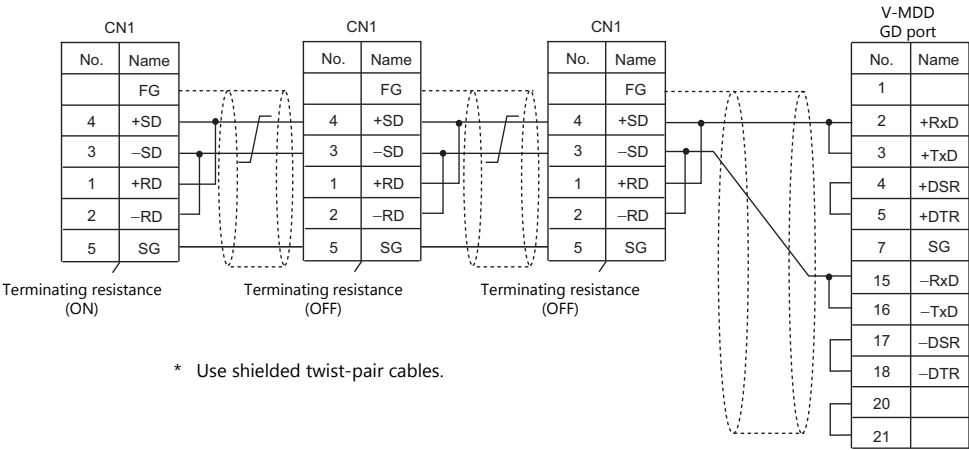 CN1
No. Name
FG
4 +SD
3 –SD
1 +RD
2 –RD
5 SG
Terminating resistance
(ON)
CN1
No. Name
FG
4 +SD
3 –SD
1 +RD
2 –RD
5 SG
Terminating resistance
(OFF)
CN1
No. Name
FG
4 +SD
3 –SD
1 +RD
2 –RD
5 SG
Terminating resistance
(OFF)
V-MDD
GD port
No. Name
1
2 +RxD
3 +TxD
4 +DSR
5 +DTR
7 SG
15 –RxD
16 –TxD
17 –DSR
18 –DTR
20
21
* Use shielded twist-pair cables.